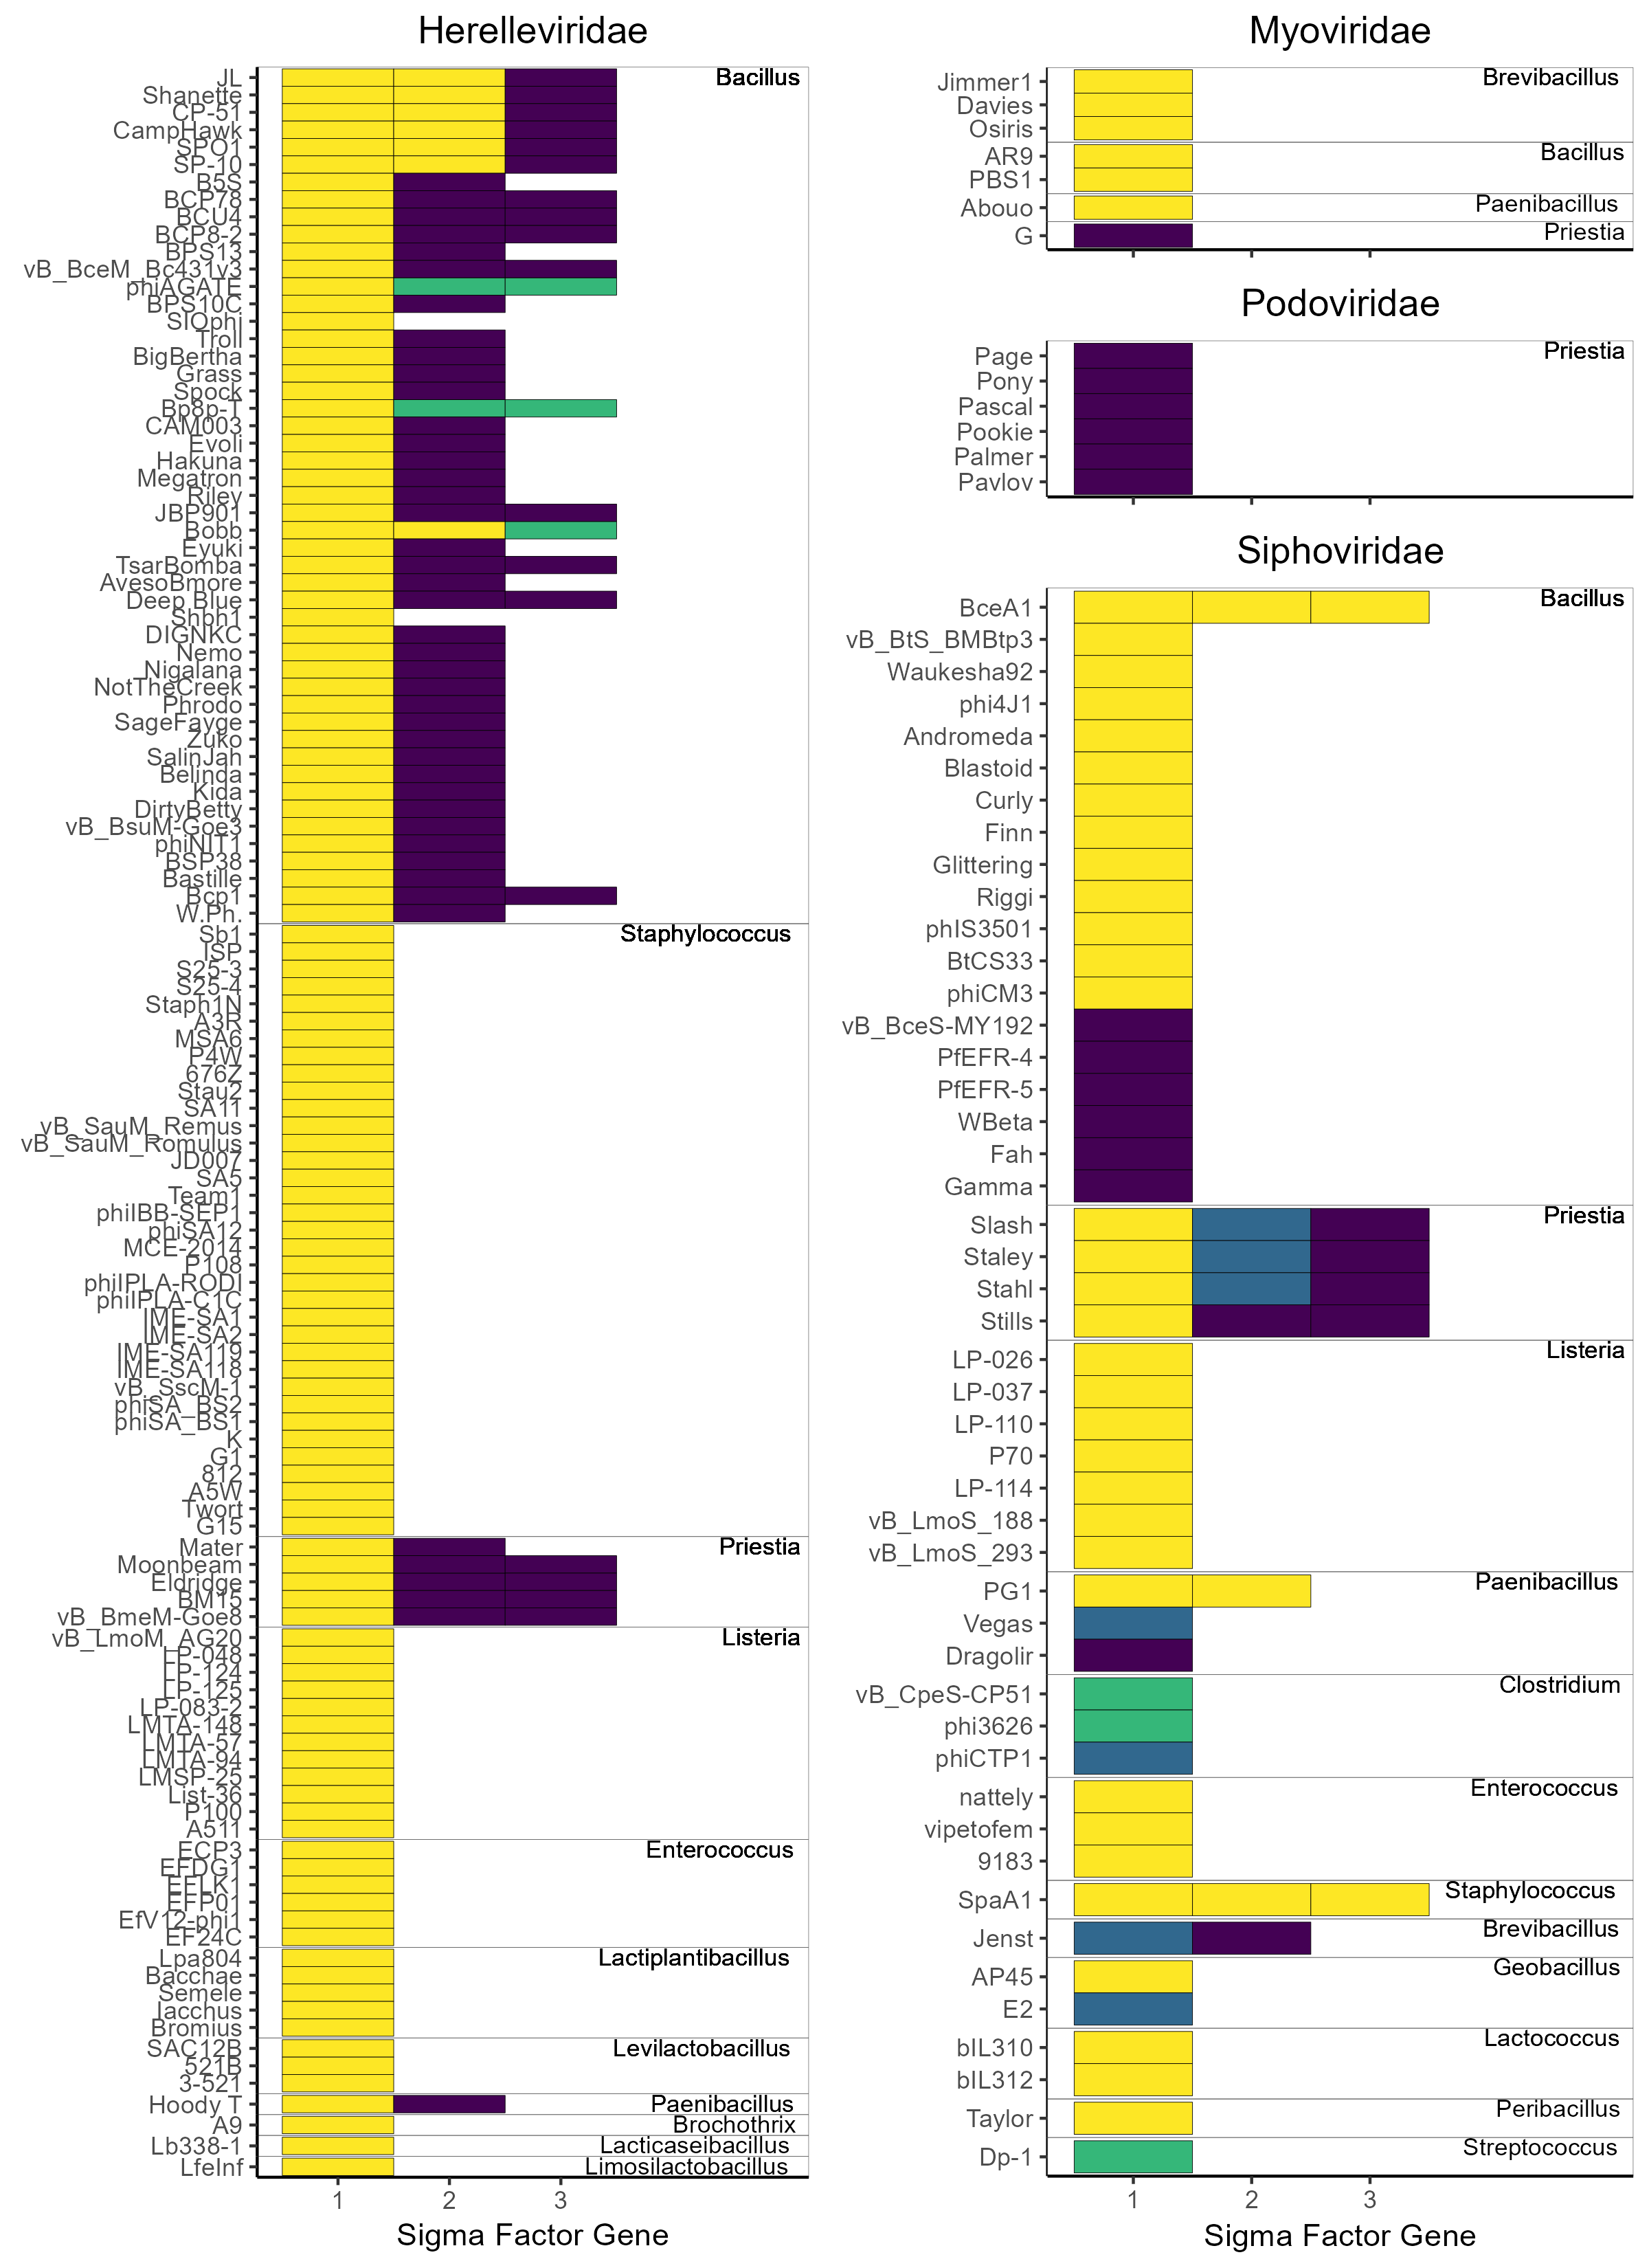 Herelleviridae
Bacillus
JL
Shanette
CP-51
CampHawk
SPO1
SP-10
B5S
BCP78
BCU4
BCP8-2
BPS13
vB_BceM_Bc431v3
phiAGATE
BPS10C
SIOphi
Troll
BigBertha
Grass
Spock
Bp8p-T
CAM003
Evoli
Hakuna
Megatron
Riley
JBP901
Bobb
Eyuki
TsarBomba
AvesoBmore
Deep Blue
Shbh1
DIGNKC
Nemo
Nigalana
NotTheCreek
Phrodo
SageFayge
Zuko
SalinJah
Belinda
Kida
DirtyBetty
vB_BsuM-Goe3
phiNIT1
BSP38
Bastille
Bcp1
W.Ph.
Staphylococcus
Sb1
ISP
S25-3
S25-4
Staph1N
A3R
MSA6
P4W
676Z
Stau2
SA11
vB_SauM_Remus
vB_SauM_Romulus
JD007
SA5
Team1
phiIBB-SEP1
phiSA12
MCE-2014
P108
phiIPLA-RODI
phiIPLA-C1C
IME-SA1
IME-SA2
IME-SA119
IME-SA118
vB_SscM-1
phiSA_BS2
phiSA_BS1
K
G1
812
A5W
Twort
G15
Priestia
Mater
Moonbeam
Eldridge
BM15
vB_BmeM-Goe8
Listeria
vB_LmoM_AG20
LP-048
LP-124
LP-125
LP-083-2
LMTA-148
LMTA-57
LMTA-94
LMSP-25
List-36
P100
A511
Enterococcus
ECP3
EFDG1
EFLK1
EFP01
EfV12-phi1
EF24C
Lactiplantibacillus
Lpa804
Bacchae
Semele
Iacchus
Bromius
Levilactobacillus
SAC12B
521B
3-521
Hoody T
Paenibacillus
A9
Brochothrix
Lb338-1
Lacticaseibacillus
LfeInf
Limosilactobacillus
1 2 3
Sigma Factor Gene
Myoviridae
Brevibacillus
Jimmer1
Davies
Osiris
Bacillus
AR9
PBS1
Paenibacillus
Abouo
Priestia
G
Podoviridae
Priestia
Page
Pony
Pascal
Pookie
Palmer
Pavlov
Siphoviridae
Bacillus
BceA1
vB_BtS_BMBtp3
Waukesha92
phi4J1
Andromeda
Blastoid
Curly
Finn
Glittering
Riggi
phIS3501
BtCS33
phiCM3
vB_BceS-MY192
PfEFR-4
PfEFR-5
WBeta
Fah
Gamma
Priestia
Slash
Staley
Stahl
Stills
Listeria
LP-026
LP-037
LP-110
P70
LP-114
vB_LmoS_188
vB_LmoS_293
Paenibacillus
PG1
Vegas
Dragolir
Clostridium
vB_CpeS-CP51
phi3626
phiCTP1
Enterococcus
nattely
vipetofem
9183
Staphylococcus
SpaA1
Brevibacillus
Jenst
Geobacillus
AP45
E2
Lactococcus
bIL310
bIL312
Peribacillus
Taylor
Streptococcus
Dp-1
1 2 3
Sigma Factor Gene